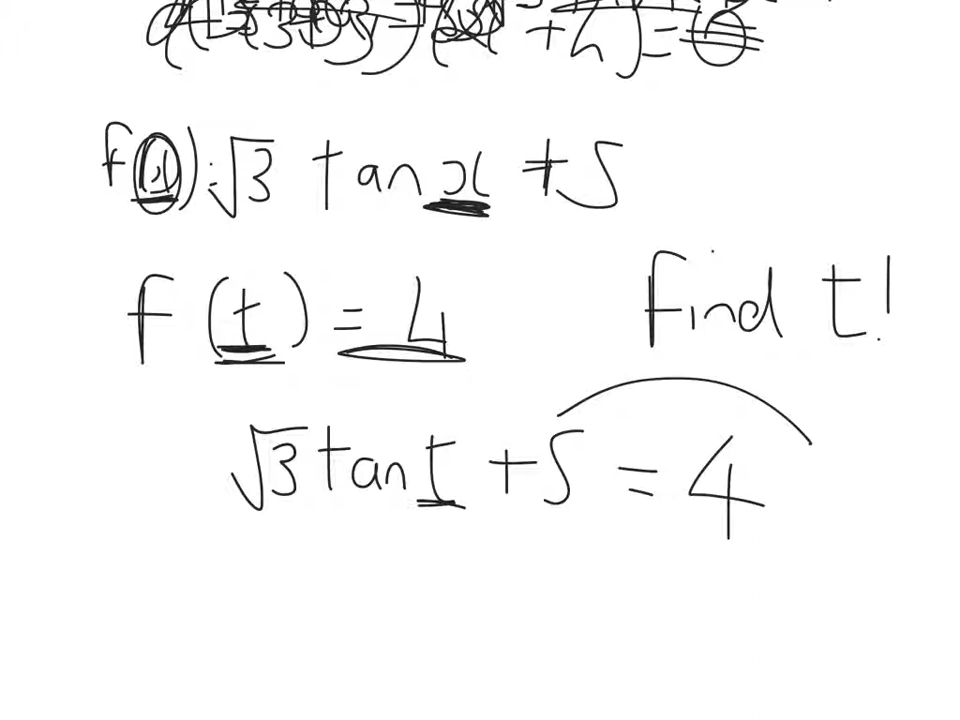 + h) =
f(x) = √3 tan x + 5
f(t) = 4 Find t!
√3 tan t + 5 = 4